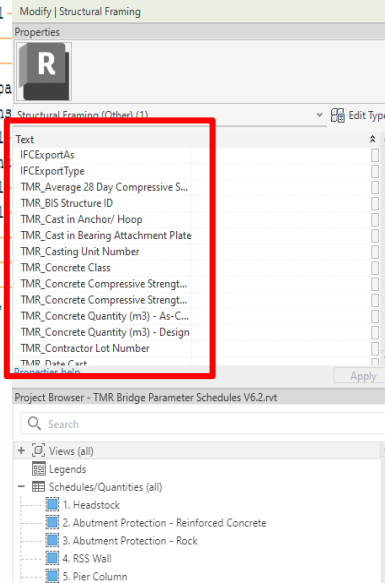 Modify | Structural Framing
Properties
R
Structural Framing (Other) (1)
Edit Type
Text
IFCExportAs
IFCExportType
TMR_Average 28 Day Compressive S...
TMR_BIS Structure ID
TMR_Cast in Anchor/ Hoop
TMR_Cast in Bearing Attachment Plate
TMR_Casting Unit Number
TMR_Concrete Class
TMR_Concrete Compressive Strengt...
TMR_Concrete Compressive Strengt...
TMR_Concrete Quantity (m3) - As-C...
TMR_Concrete Quantity (m3) - Design
TMR_Contractor Lot Number
TMR_Date Cast
Properties help
Apply
Project Browser - TMR Bridge Parameter Schedules V6.2.rvt
Search
Views (all)
Legends
Schedules/Quantities (all)
1. Headstock
2. Abutment Protection - Reinforced Concrete
3. Abutment Protection - Rock
4. RSS Wall
5. Pier Column